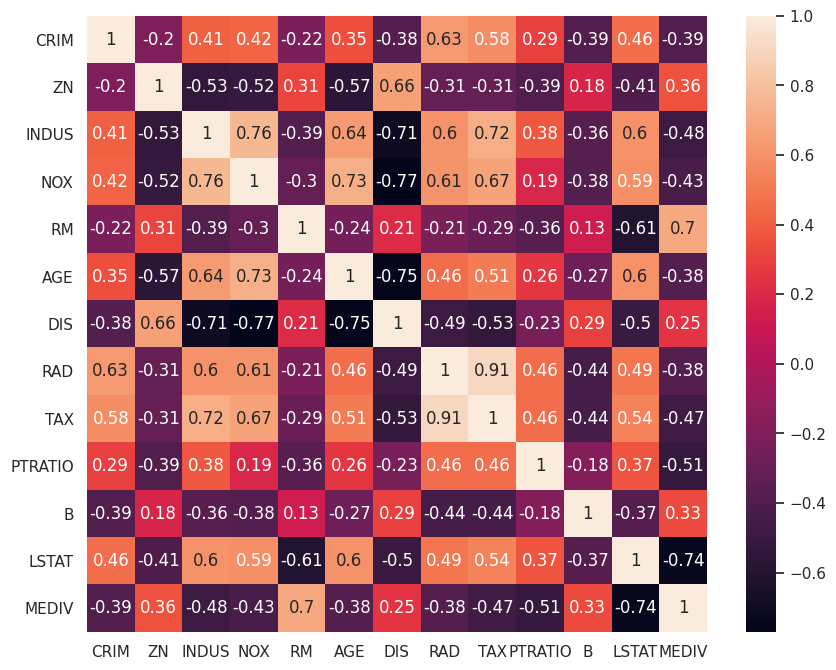 CRIM 1 -0.2 0.41 0.42 -0.22 0.35 -0.38 0.63 0.58 0.29 -0.39 0.46 -0.39
ZN -0.2 1 -0.53 -0.52 0.31 -0.57 0.66 -0.31 -0.31 -0.39 0.18 -0.41 0.36
INDUS 0.41 -0.53 1 0.76 -0.39 0.64 -0.71 0.6 0.72 0.38 -0.36 0.6 -0.48
NOX 0.42 -0.52 0.76 1 -0.3 0.73 -0.77 0.61 0.67 0.19 -0.38 0.59 -0.43
RM -0.22 0.31 -0.39 -0.3 1 -0.24 0.21 -0.21 -0.29 -0.36 0.13 -0.61 0.7
AGE 0.35 -0.57 0.64 0.73 -0.24 1 -0.75 0.46 0.51 0.26 -0.27 0.6 -0.38
DIS -0.38 0.66 -0.71 -0.77 0.21 -0.75 1 -0.49 -0.53 -0.23 0.29 -0.5 0.25
RAD 0.63 -0.31 0.6 0.61 -0.21 0.46 -0.49 1 0.91 0.46 -0.44 0.49 -0.38
TAX 0.58 -0.31 0.72 0.67 -0.29 0.51 -0.53 0.91 1 0.46 -0.44 0.54 -0.47
PTRATIO 0.29 -0.39 0.38 0.19 -0.36 0.26 -0.23 0.46 0.46 1 -0.18 0.37 -0.51
B -0.39 0.18 -0.36 -0.38 0.13 -0.27 0.29 -0.44 -0.44 -0.18 1 -0.37 0.33
LSTAT 0.46 -0.41 0.6 0.59 -0.61 0.6 -0.5 0.49 0.54 0.37 -0.37 1 -0.74
MEDIV -0.39 0.36 -0.48 -0.43 0.7 -0.38 0.25 -0.38 -0.47 -0.51 0.33 -0.74 1
CRIM ZN INDUS NOX RM AGE DIS RAD TAX PTRATIO B LSTAT MEDIV
1.0
0.8
0.6
0.4
0.2
0.0
−0.2
−0.4
−0.6